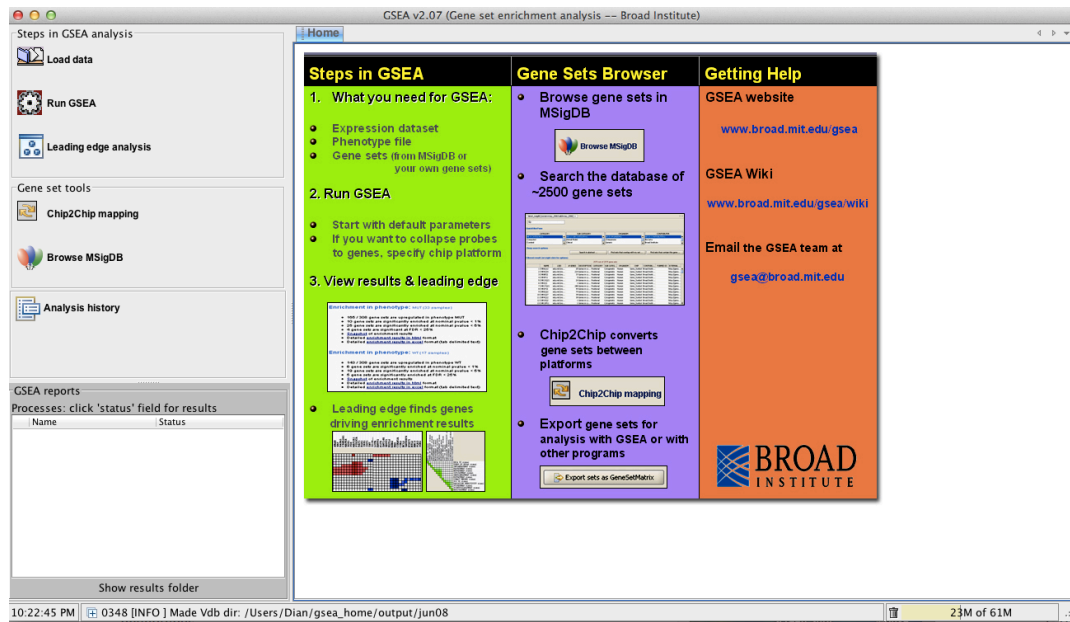 GSEA v2.07 (Gene set enrichment analysis -- Broad Institute)
Steps in GSEA analysis
Load data
Run GSEA
Leading edge analysis
Gene set tools
Chip2Chip mapping
Browse MSigDB
Analysis history
GSEA reports
Processes: click 'status' field for results
Name Status
Show results folder
Home
Steps in GSEA
1. What you need for GSEA:
Expression dataset
Phenotype file
Gene sets (from MSigDB or
your own gene sets)
2. Run GSEA
Start with default parameters
If you want to collapse probes
to genes, specify chip platform
3. View results & leading edge
Enrichment in phenotype:
Enrichment in phenotype:
Leading edge finds genes
driving enrichment results
Gene Sets Browser
Browse gene sets in
MSigDB
Browse MSigDB
Search the database of
~2500 gene sets
Chip2Chip converts
gene sets between
platforms
Chip2Chip mapping
Export gene sets for
analysis with GSEA or with
other programs
Export sets as GeneSetMatrix
Getting Help
GSEA website
www.broad.mit.edu/gsea
GSEA Wiki
www.broad.mit.edu/gsea/wiki
Email the GSEA team at
gsea@broad.mit.edu
BROAD
INSTITUTE
10:22:45 PM 0348 [INFO ] Made Vdb dir: /Users/Dian/gsea_home/output/jun08 23M of 61M